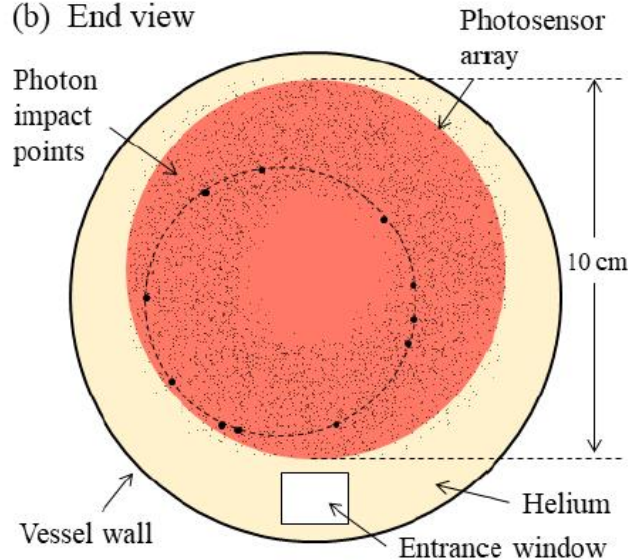 (b) End view
Photosensor
array
Photon
impact
points
10 cm
Vessel wall
Helium
Entrance window